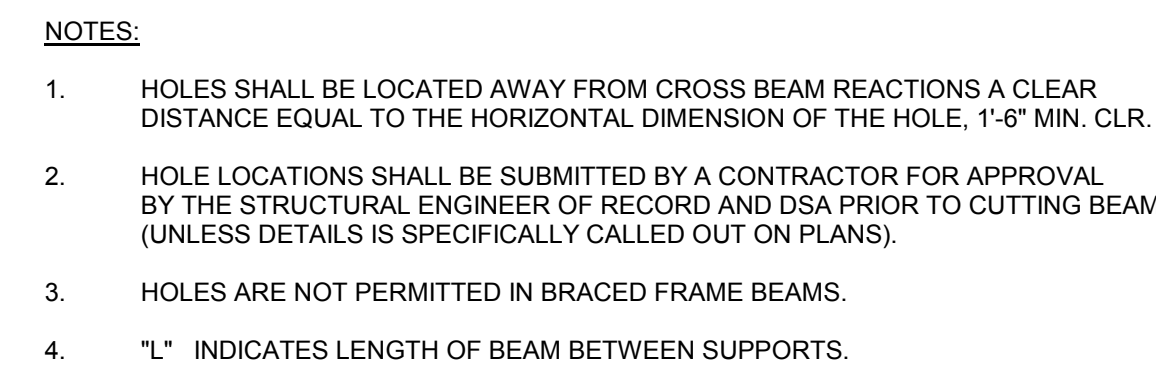 NOTES:
1. HOLES SHALL BE LOCATED AWAY FROM CROSS BEAM REACTIONS A CLEAR
DISTANCE EQUAL TO THE HORIZONTAL DIMENSION OF THE HOLE, 1'-6" MIN. CLR.
2. HOLE LOCATIONS SHALL BE SUBMITTED BY A CONTRACTOR FOR APPROVAL
BY THE STRUCTURAL ENGINEER OF RECORD AND DSA PRIOR TO CUTTING BEAM
(UNLESS DETAILS IS SPECIFICALLY CALLED OUT ON PLANS).
3. HOLES ARE NOT PERMITTED IN BRACED FRAME BEAMS.
4. "L" INDICATES LENGTH OF BEAM BETWEEN SUPPORTS.